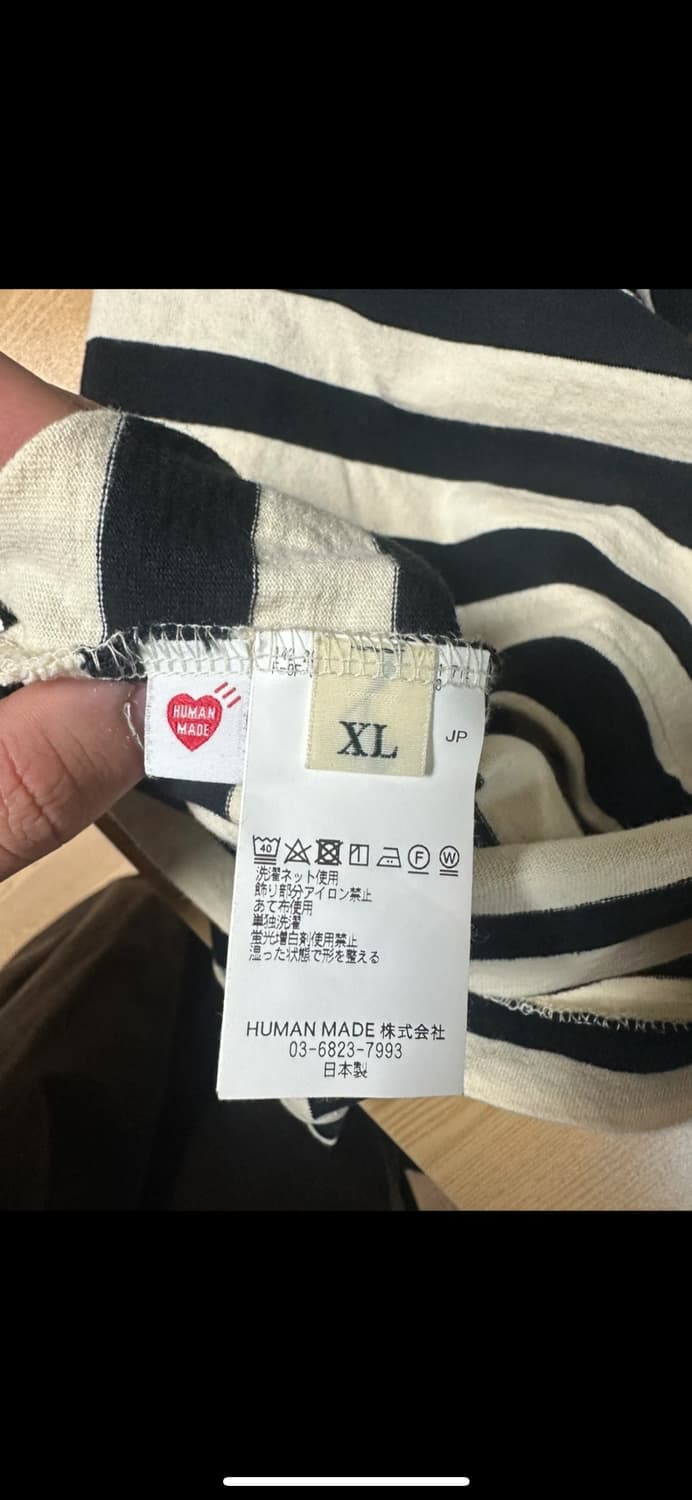 HUMAN
MADE
XL
JP
40
F
W
洗濯ネット使用
飾り部分アイロン禁止
あて布使用
単独洗濯
蛍光増白剤使用禁止
湿った状態で形を整える
HUMAN MADE 株式会社
03-6823-7993
日本製